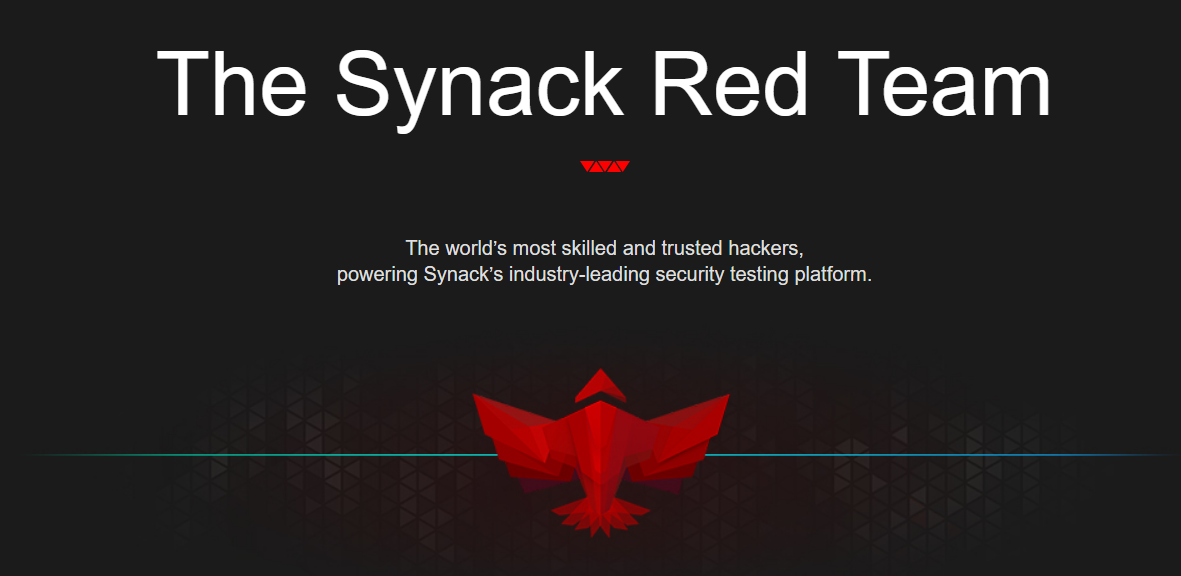 The Synack Red Team
The world’s most skilled and trusted hackers,
powering Synack’s industry-leading security testing platform.